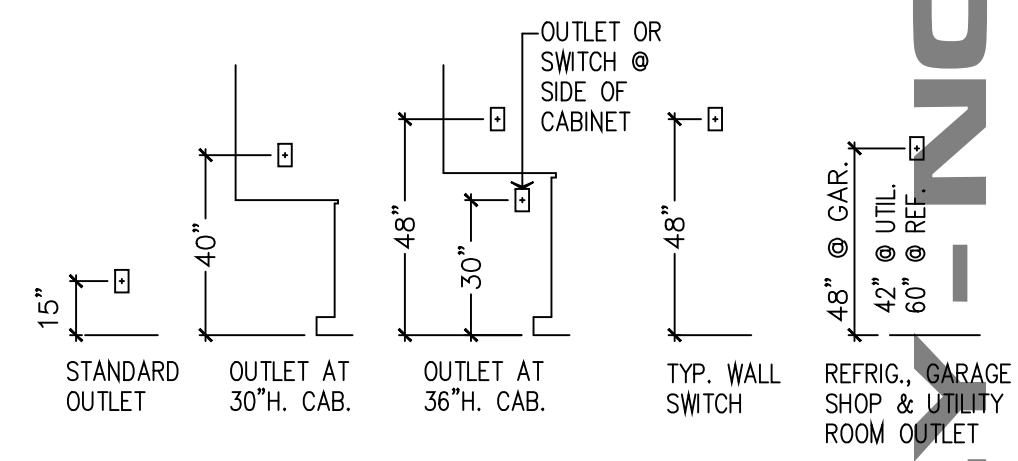 OUTLET OR
SWITCH @
SIDE OF
CABINET
15”
STANDARD
OUTLET
40”
OUTLET AT
30”H. CAB.
48”
30”
OUTLET AT
36”H. CAB.
48”
TYP. WALL
SWITCH
48” @ GAR.
42” @ UTIL.
60” @ REF.
REFRIG., GARAGE
SHOP & UTILITY
ROOM OUTLET